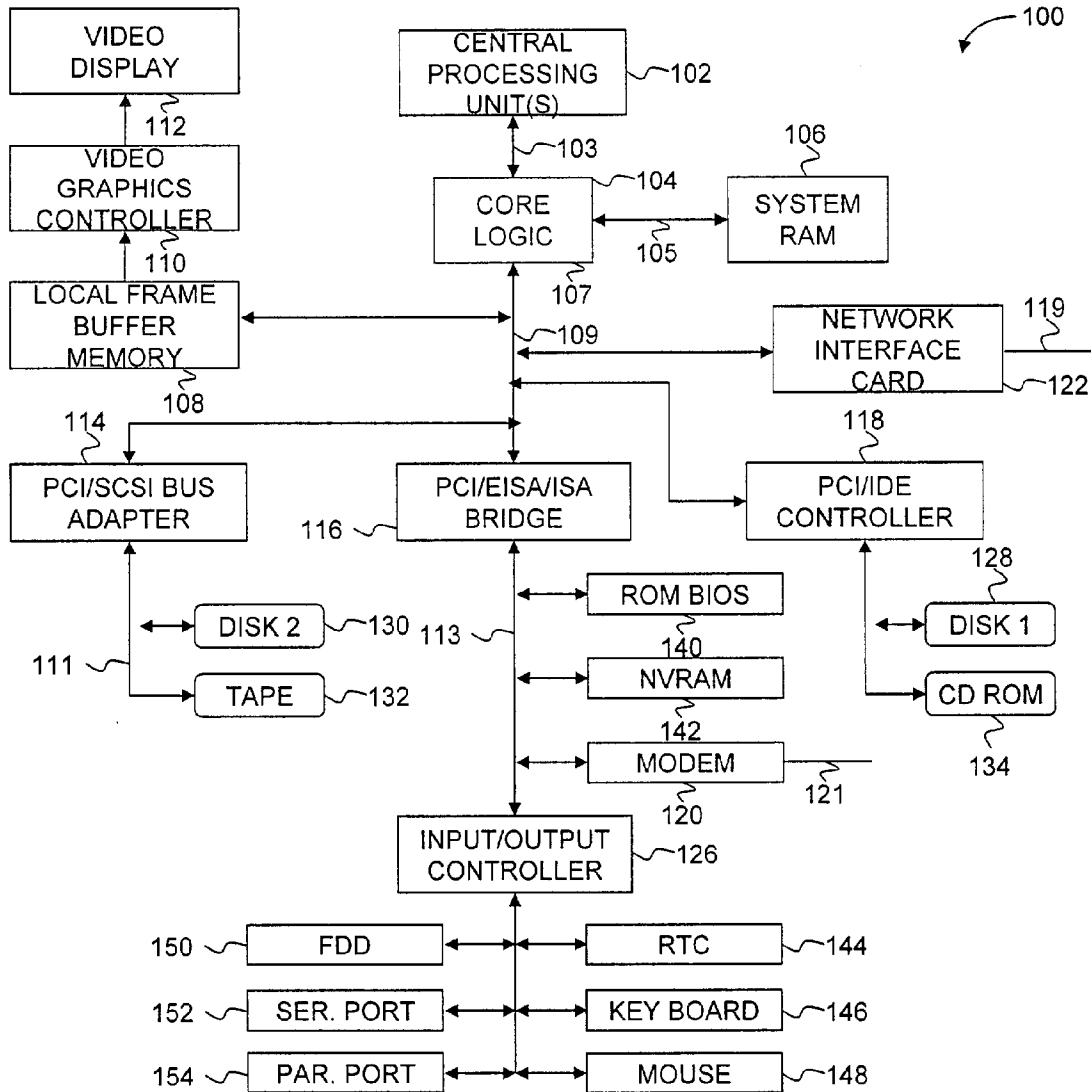 100
VIDEO
DISPLAY
112
CENTRAL
PROCESSING
UNIT(S)
102
103
VIDEO
GRAPHICS
CONTROLLER
110
104
CORE
LOGIC
105
106
SYSTEM
RAM
107
LOCAL FRAME
BUFFER
MEMORY
108
109
NETWORK
INTERFACE
CARD
119
122
114
PCI/SCSI BUS
ADAPTER
PCI/EISA/ISA
BRIDGE
116
118
PCI/IDE
CONTROLLER
111
DISK 2
130
TAPE
132
113
ROM BIOS
140
NVRAM
142
MODEM
120
121
128
DISK 1
CD ROM
134
INPUT/OUTPUT
CONTROLLER
126
150
FDD
RTC
144
152
SER. PORT
KEY BOARD
146
154
PAR. PORT
MOUSE
148